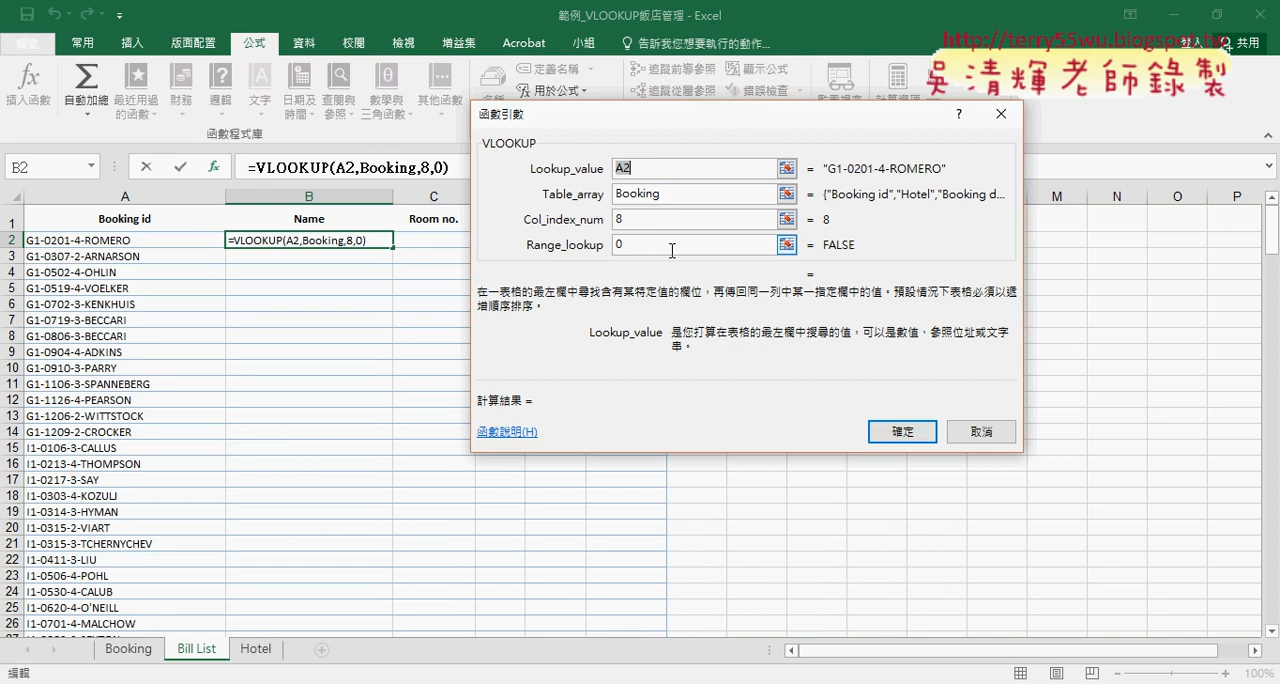 範例_VLOOKUP飯店管理 - Excel
常用 插入 版面配置 公式 資料 校閱 檢視 增益集 Acrobat 小組 告訴我您想要執行的動作... 登入 共用
http://terry55wu.blogspot.tw
吳清輝老師錄製
fx Σ ? A θ ...
插入函數 自動加總 最近用過的函數 財務 邏輯 文字 日期及時間 查閱與參照 數學與三角函數 其他函數
定義名稱 追蹤前導參照 顯示公式
用於公式 追蹤從屬參照 錯誤檢查
函數程式庫
B2 fx =VLOOKUP(A2,Booking,8,0)
函數引數 ?
VLOOKUP
Lookup_value A2 = "G1-0201-4-ROMERO"
Table_array Booking = {"Booking id","Hotel","Booking d...
Col_index_num 8 = 8
Range_lookup 0 = FALSE
=
在一表格的最左欄中尋找含有某特定值的欄位，再傳回同一列中某一指定欄中的值。預設情況下表格必須以遞
增順序排序。
Lookup_value 是您打算在表格的最左欄中搜尋的值，可以是數值、參照位址或文字
串。
計算結果 =
函數說明(H) 確定 取消
A B C M N O P
1 Booking id Name Room no.
2 G1-0201-4-ROMERO =VLOOKUP(A2,Booking,8,0)
3 G1-0307-2-ARNARSON
4 G1-0502-4-OHLIN
5 G1-0519-4-VOELKER
6 G1-0702-3-KENKHUIS
7 G1-0719-3-BECCARI
8 G1-0806-3-BECCARI
9 G1-0904-4-ADKINS
10 G1-0910-3-PARRY
11 G1-1106-3-SPANNEBERG
12 G1-1126-4-PEARSON
13 G1-1206-2-WITTSTOCK
14 G1-1209-2-CROCKER
15 I1-0106-3-CALLUS
16 I1-0213-4-THOMPSON
17 I1-0217-3-SAY
18 I1-0303-4-KOZULJ
19 I1-0314-3-HYMAN
20 I1-0315-2-VIART
21 I1-0315-3-TCHERNYCHEV
22 I1-0411-3-LIU
23 I1-0506-4-POHL
24 I1-0530-4-CALUB
25 I1-0620-4-O'NEILL
26 I1-0701-4-MALCHOW
Booking Bill List Hotel
編輯 100%